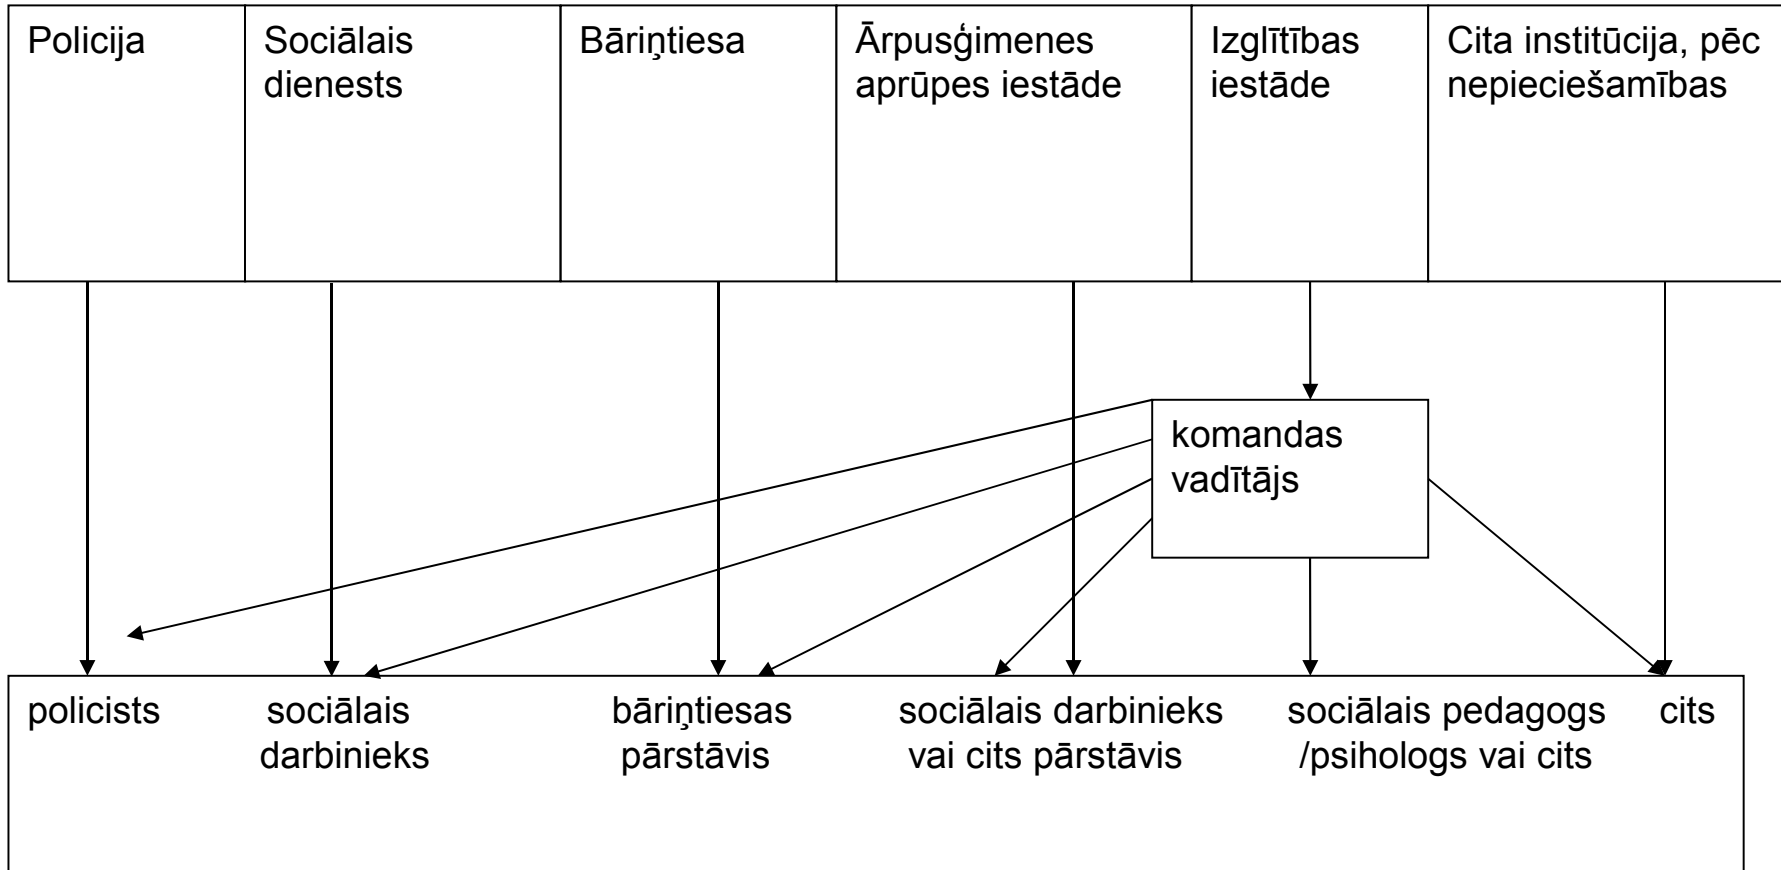 Policija
Sociālais
dienests
Bāriņtiesa
Ārpusģimenes
aprūpes iestāde
Izglītības
iestāde
Cita institūcija, pēc
nepieciešamības
komandas
vadītājs
policists
sociālais
darbinieks
bāriņtiesas
pārstāvis
sociālais darbinieks
vai cits pārstāvis
sociālais pedagogs
/psihologs vai cits
cits